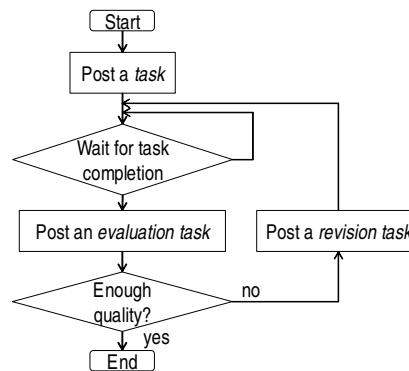 Start
Post a task
Wait for task
completion
Post an evaluation task
Post a revision task
Enough
quality?
no
yes
End